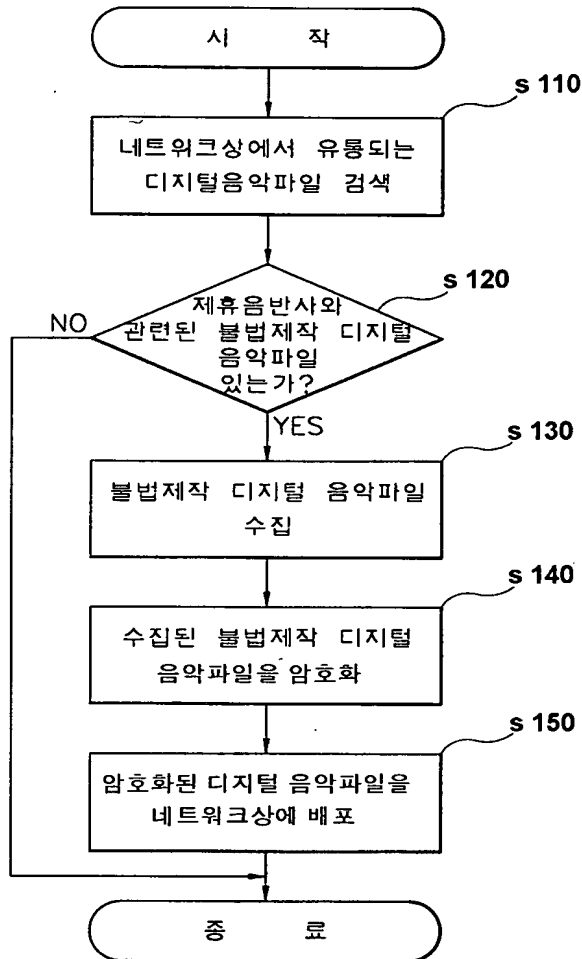 시 작
s 110
네트워크상에서 유통되는
디지털음악파일 검색
s 120
제휴음반사와
NO
관련된 불법제작 디지털
음악파일
있는가?
YES
s 130
불법제작 디지털 음악파일
수집
s 140
수집된 불법제작 디지털
음악파일을 암호화
s 150
암호화된 디지털 음악파일을
네트워크상에 배포
종 료